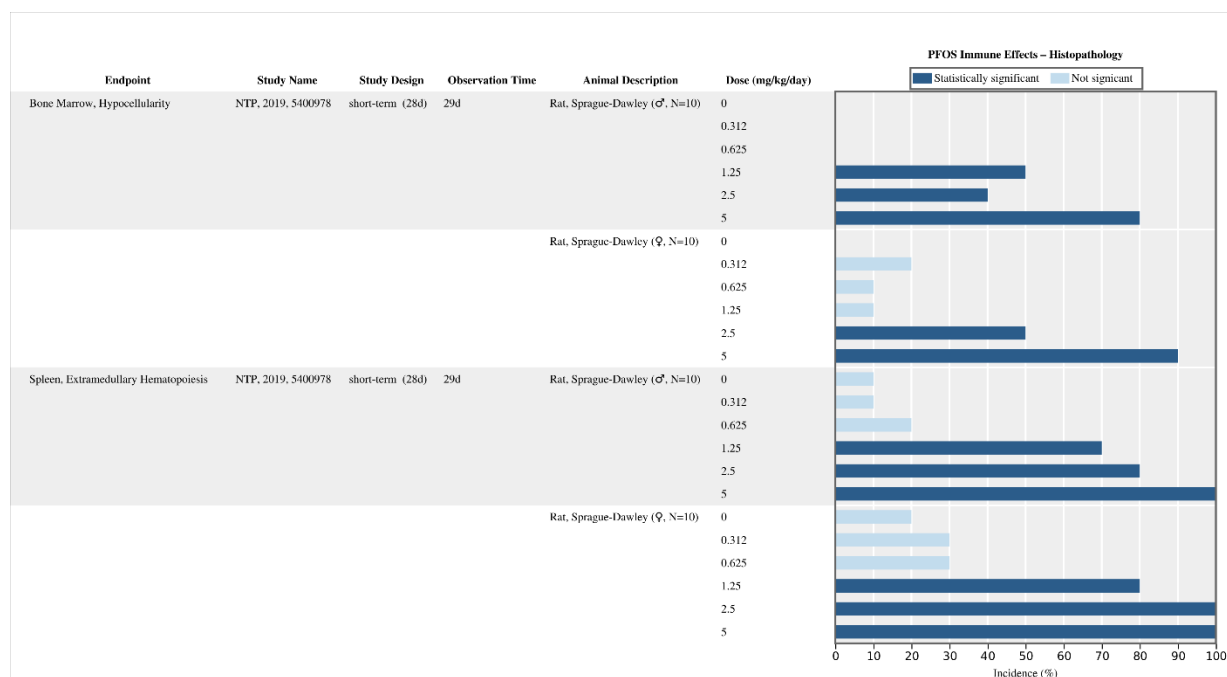 PFOS Immune Effects – Histopathology
Endpoint Study Name Study Design Observation Time Animal Description Dose (mg/kg/day) Statistically significant Not signicant
Bone Marrow, Hypocellularity NTP, 2019, 5400978 short-term (28d) 29d Rat, Sprague-Dawley (♂, N=10) 0
0.312
0.625
1.25
2.5
5
Rat, Sprague-Dawley (♀, N=10) 0
0.312
0.625
1.25
2.5
5
Spleen, Extramedullary Hematopoiesis NTP, 2019, 5400978 short-term (28d) 29d Rat, Sprague-Dawley (♂, N=10) 0
0.312
0.625
1.25
2.5
5
Rat, Sprague-Dawley (♀, N=10) 0
0.312
0.625
1.25
2.5
5
0 10 20 30 40 50 60 70 80 90 100
Incidence (%)